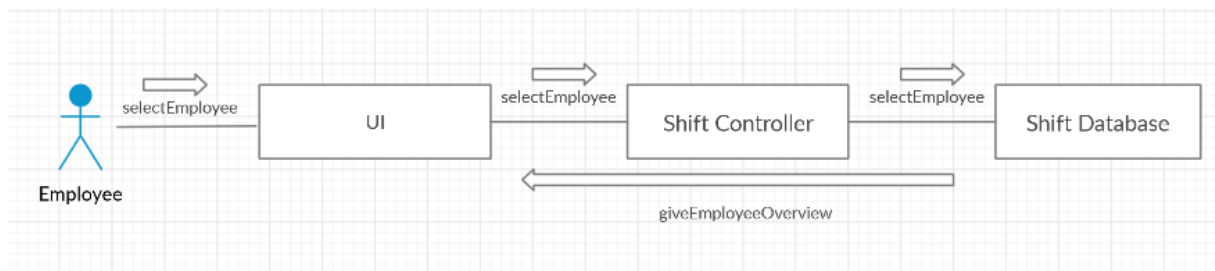 selectEmployee
selectEmployee
selectEmployee
UI
Shift Controller
Shift Database
Employee
giveEmployeeOverview